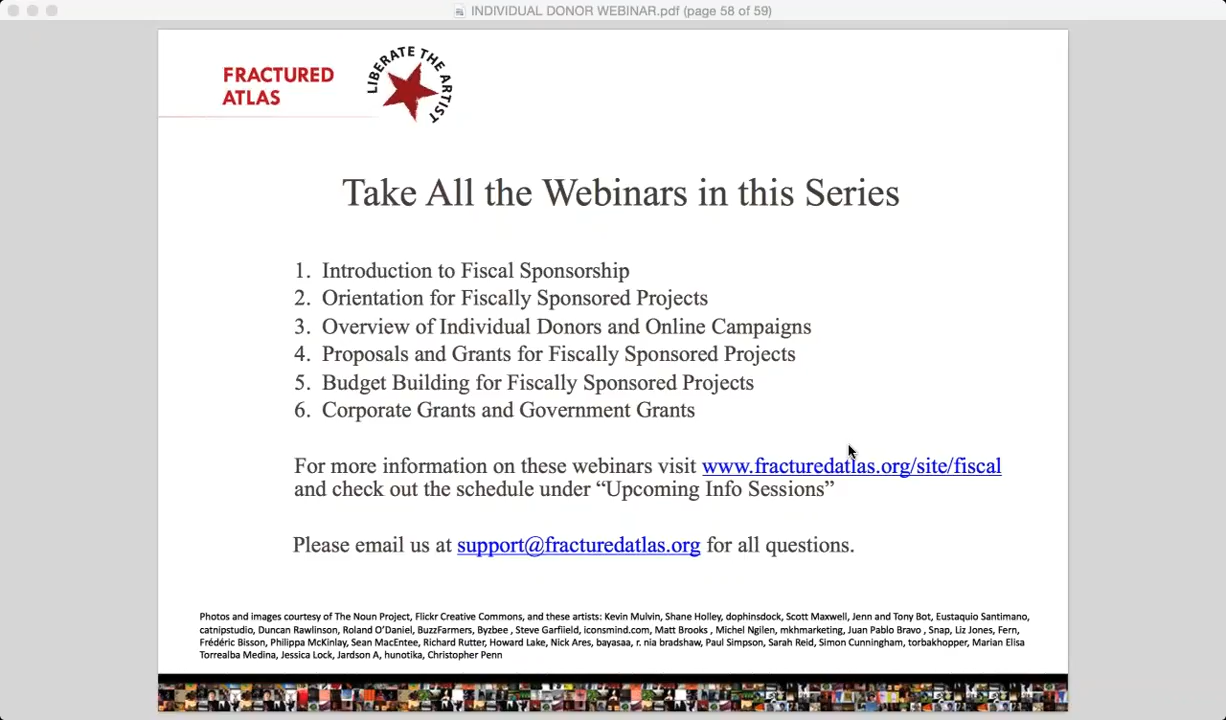 INDIVIDUAL DONOR WEBINAR.pdf (page 58 of 59)
FRACTURED
ATLAS
LIBERATE THE ARTIST
Take All the Webinars in this Series
1. Introduction to Fiscal Sponsorship
2. Orientation for Fiscally Sponsored Projects
3. Overview of Individual Donors and Online Campaigns
4. Proposals and Grants for Fiscally Sponsored Projects
5. Budget Building for Fiscally Sponsored Projects
6. Corporate Grants and Government Grants
For more information on these webinars visit www.fracturedatlas.org/site/fiscal
and check out the schedule under “Upcoming Info Sessions”
Please email us at support@fracturedatlas.org for all questions.
Photos and images courtesy of The Noun Project, Flickr Creative Commons, and these artists: Kevin Mulvin, Shane Holley, dophinsdock, Scott Maxwell, Jenn and Tony Bot, Eustaquio Santimano,
catnipstudio, Duncan Rawlinson, Roland O’Daniel, BuzzFarmers, Byzbee , Steve Garfiield, iconsmind.com, Matt Brooks , Michel Ngilen, mkhmarketing, Juan Pablo Bravo , Snap, Liz Jones, Fern,
Frédéric Bisson, Philippa McKinlay, Sean MacEntee, Richard Rutter, Howard Lake, Nick Ares, bayasaa, r. nia bradshaw, Paul Simpson, Sarah Reid, Simon Cunningham, torbakhopper, Marian Elisa
Torrealba Medina, Jessica Lock, Jardson A, hunotika, Christopher Penn